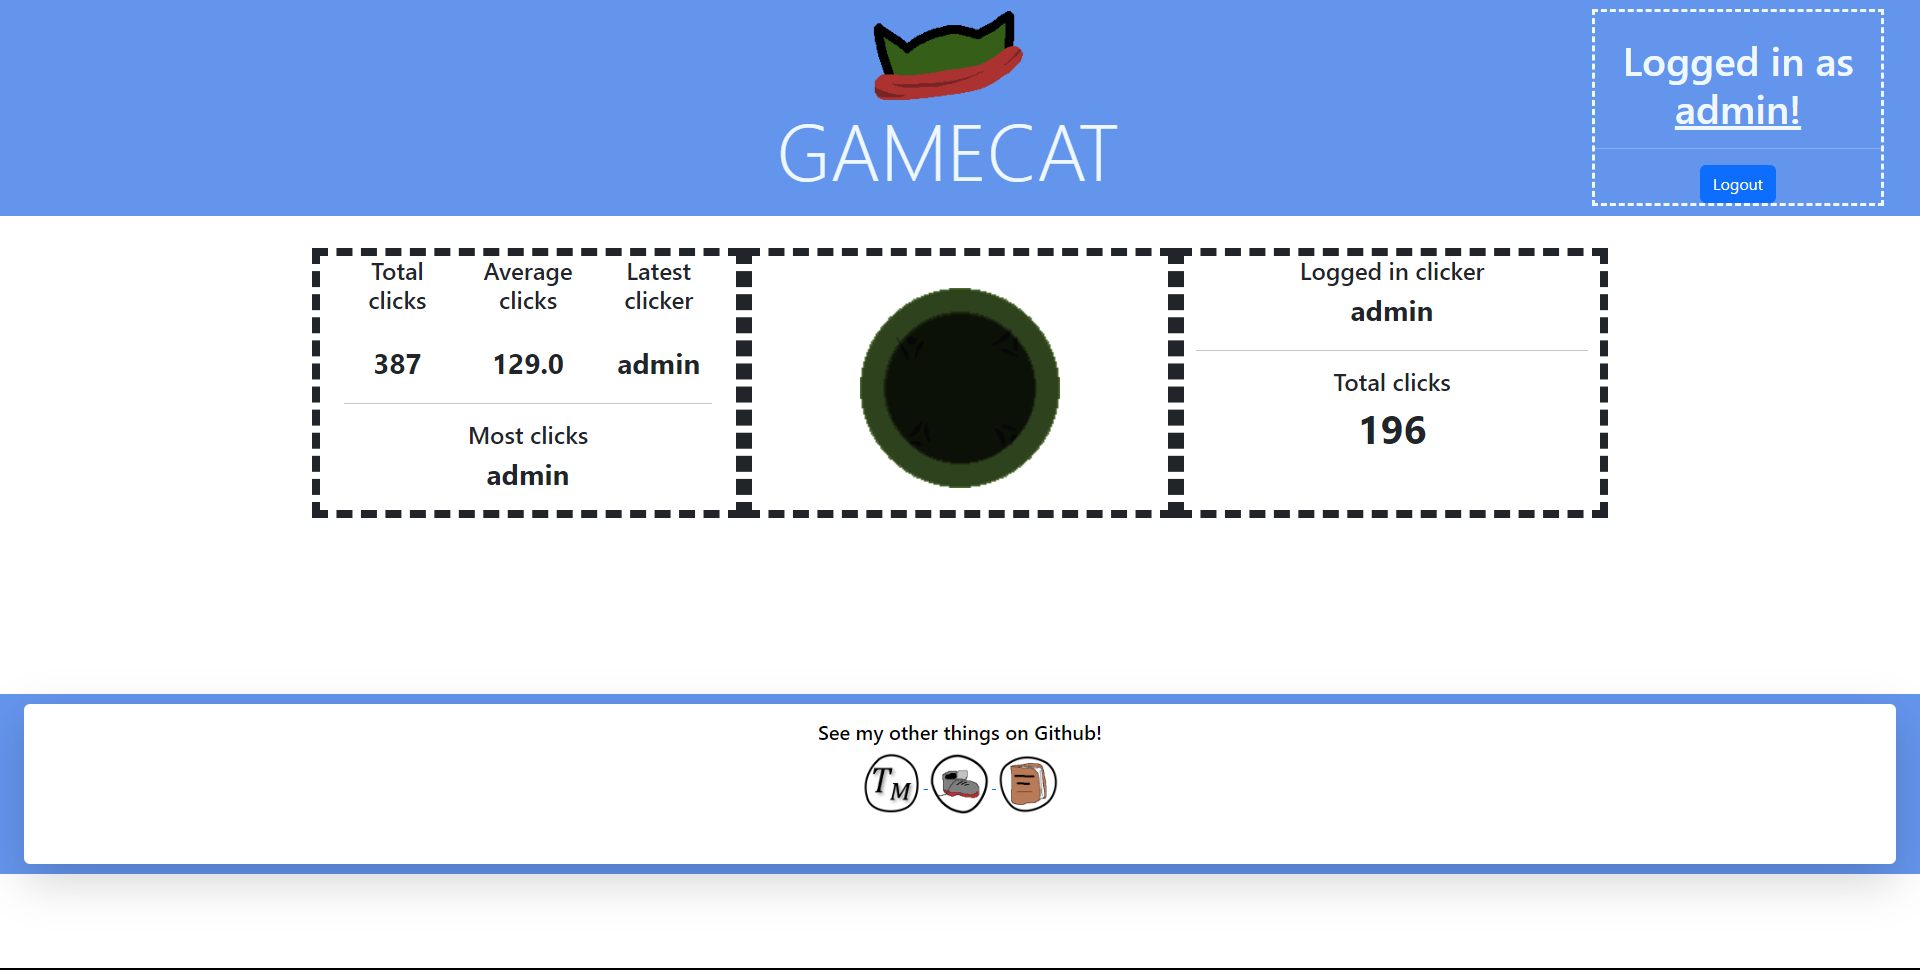 GAMECAT
Logged in as
admin!
Logout
Total
clicks
Average
clicks
Latest
clicker
387
129.0
admin
Most clicks
admin
Logged in clicker
admin
Total clicks
196
See my other things on Github!
TM - -